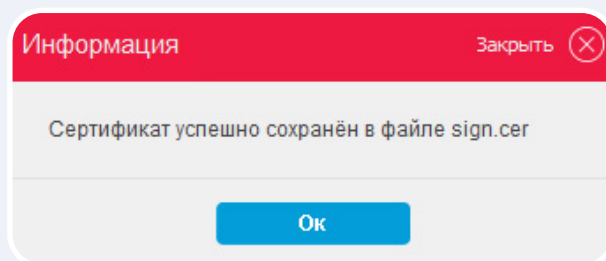 Информация Закрыть
Сертификат успешно сохранён в файле sign.cer
Ок